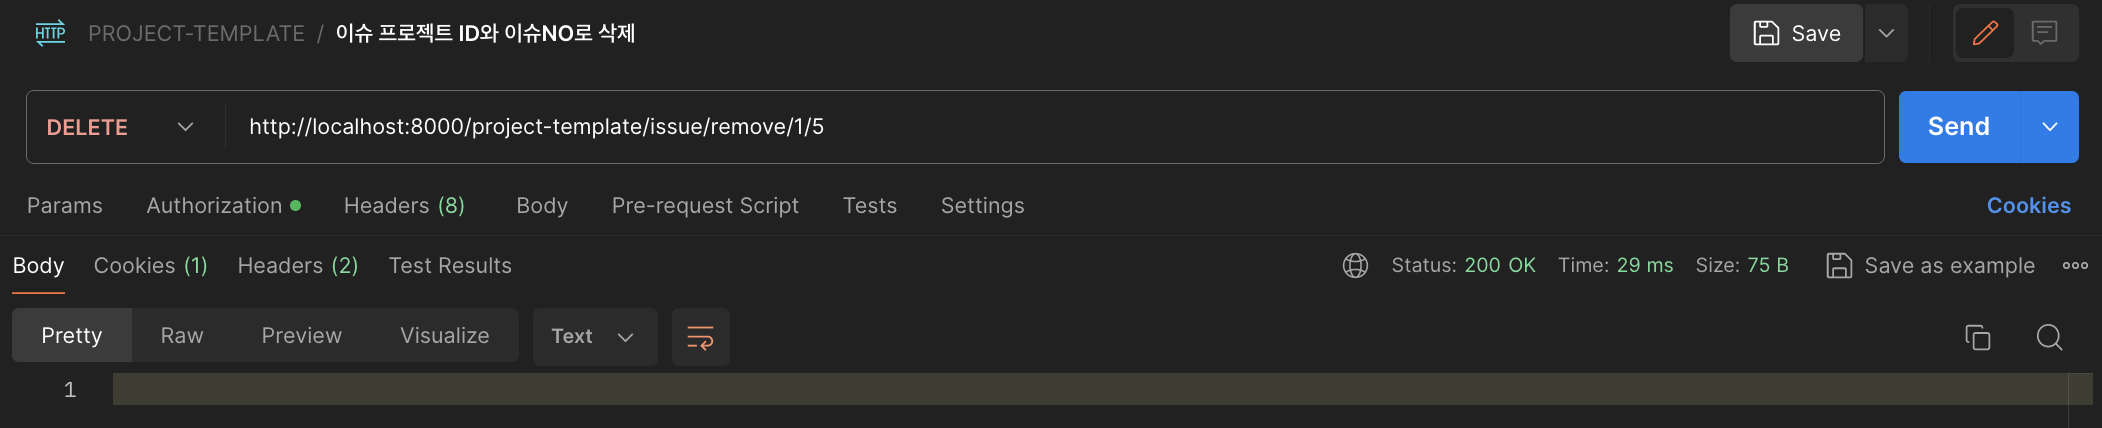 HTTP PROJECT-TEMPLATE / 이슈 프로젝트 ID와 이슈NO로 삭제 Save
DELETE http://localhost:8000/project-template/issue/remove/1/5 Send
Params Authorization Headers (8) Body Pre-request Script Tests Settings Cookies
Body Cookies (1) Headers (2) Test Results Status: 200 OK Time: 29 ms Size: 75 B Save as example
Pretty Raw Preview Visualize Text
1